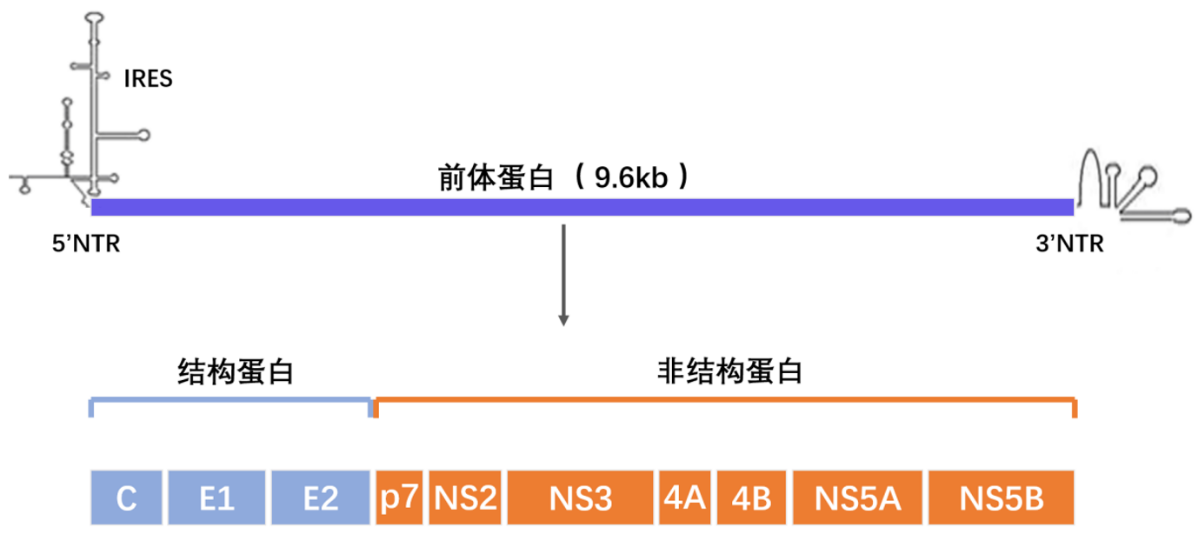 IRES
前体蛋白（9.6kb）
5’NTR
3’NTR
结构蛋白
非结构蛋白
C E1 E2 p7 NS2 NS3 4A 4B NS5A NS5B